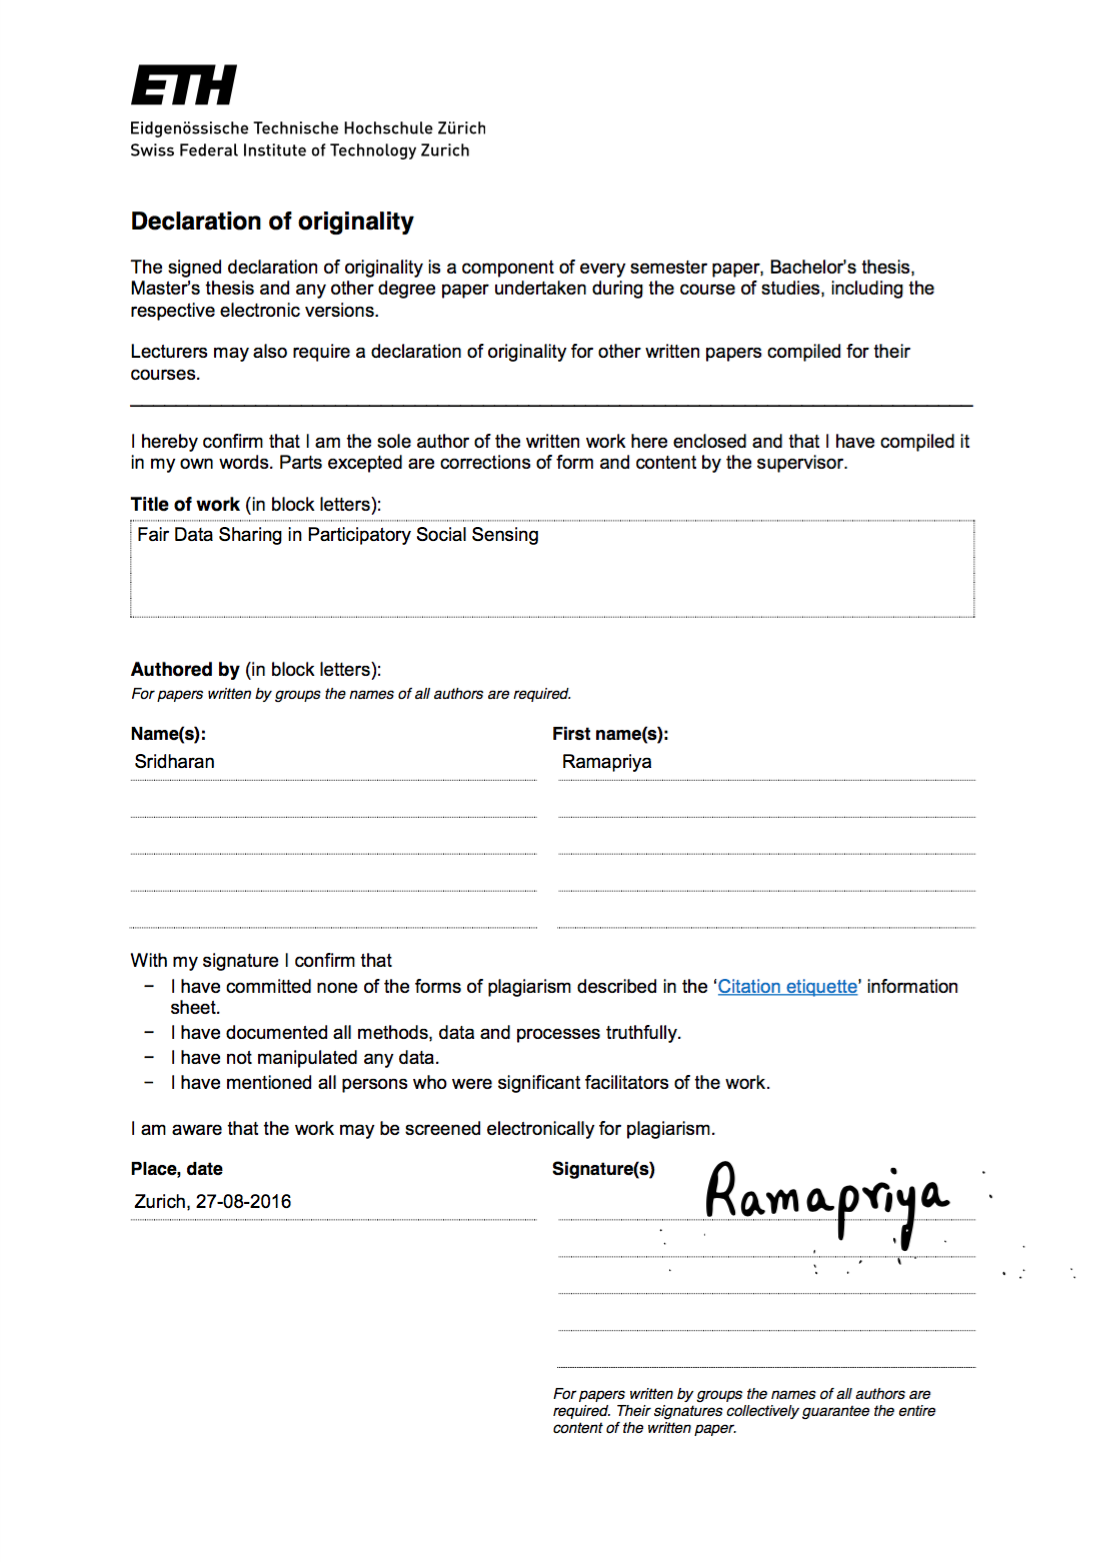 ETH
Eidgenössische Technische Hochschule Zürich
Swiss Federal Institute of Technology Zurich
Declaration of originality
The signed declaration of originality is a component of every semester paper, Bachelor's thesis,
Master's thesis and any other degree paper undertaken during the course of studies, including the
respective electronic versions.
Lecturers may also require a declaration of originality for other written papers compiled for their
courses.
I hereby confirm that I am the sole author of the written work here enclosed and that I have compiled it
in my own words. Parts excepted are corrections of form and content by the supervisor.
Title of work (in block letters):
Fair Data Sharing in Participatory Social Sensing
Authored by (in block letters):
For papers written by groups the names of all authors are required.
Name(s): First name(s):
Sridharan Ramapriya
With my signature I confirm that
− I have committed none of the forms of plagiarism described in the ‘Citation etiquette’ information
sheet.
− I have documented all methods, data and processes truthfully.
− I have not manipulated any data.
− I have mentioned all persons who were significant facilitators of the work.
I am aware that the work may be screened electronically for plagiarism.
Place, date Signature(s)
Zurich, 27-08-2016 Ramapriya
For papers written by groups the names of all authors are
required. Their signatures collectively guarantee the entire
content of the written paper.